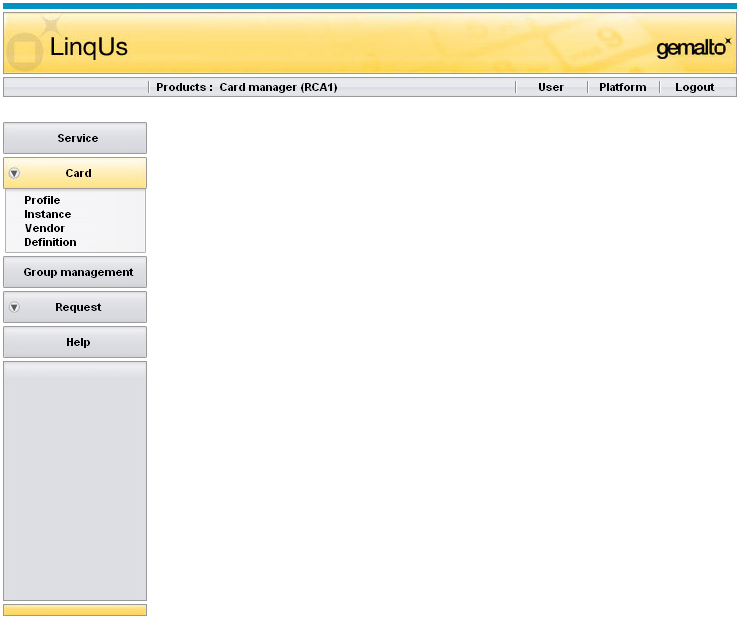 LinqUs
gemalto
Products : Card manager (RCA1)
User
Platform
Logout
Service
Card
Profile
Instance
Vendor
Definition
Group management
Request
Help